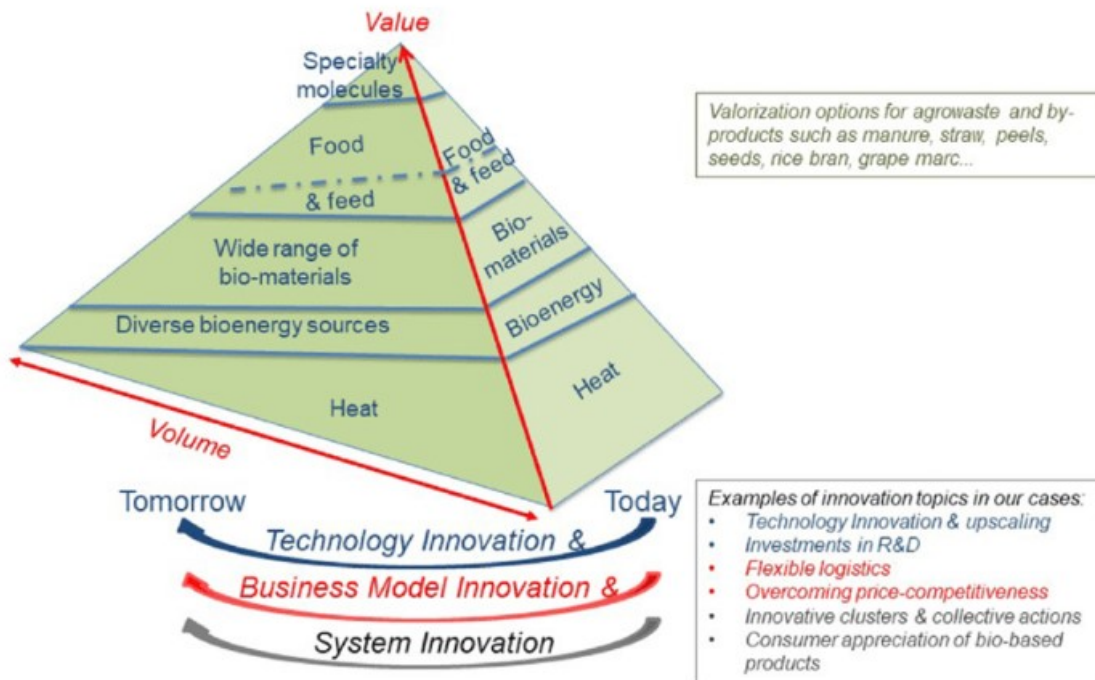 Value
Specialty
molecules
Food
& feed
Wide range of
bio-materials
Diverse bioenergy sources
Heat
Food
& feed
Bio-
materials
Bioenergy
Heat
Volume
Valorization options for agrowaste and by-
products such as manure, straw, peels,
seeds, rice bran, grape marc...
Tomorrow
Today
Technology Innovation &
Business Model Innovation &
System Innovation
Examples of innovation topics in our cases:
• Technology Innovation & upscaling
• Investments in R&D
• Flexible logistics
• Overcoming price-competitiveness
• Innovative clusters & collective actions
• Consumer appreciation of bio-based
products